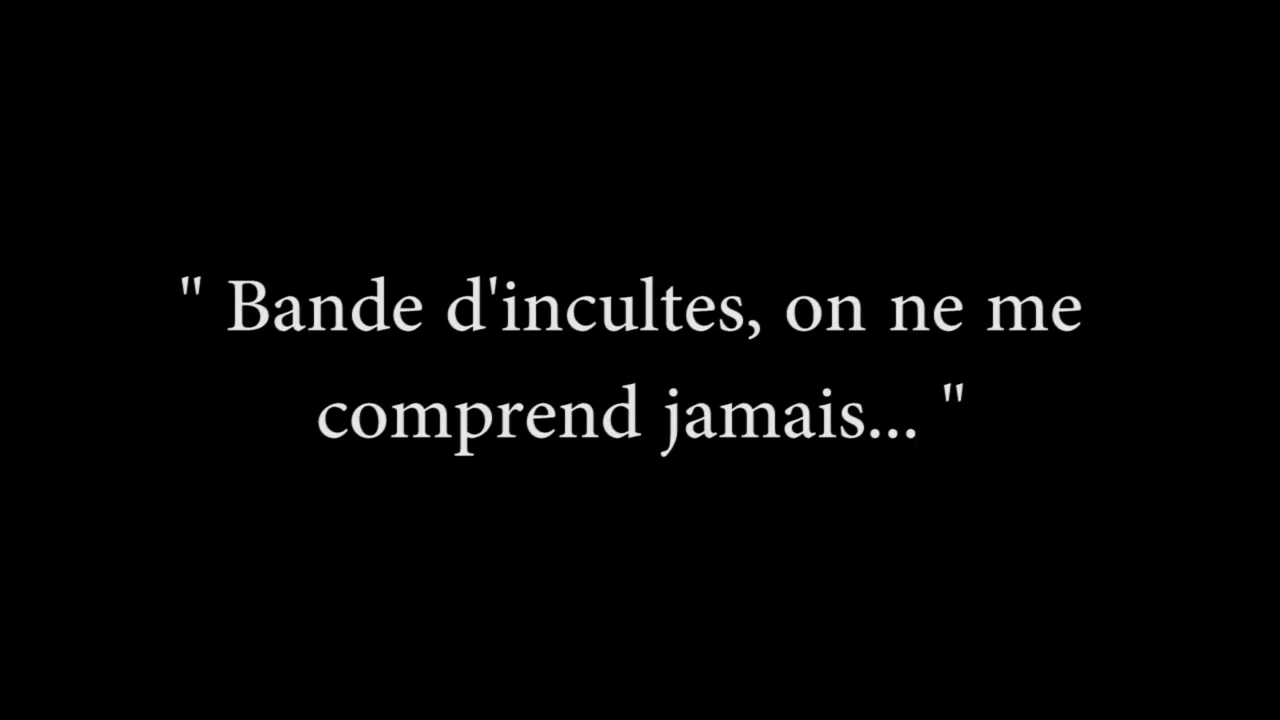 " Bande d'incultes, on ne me
comprend jamais... "